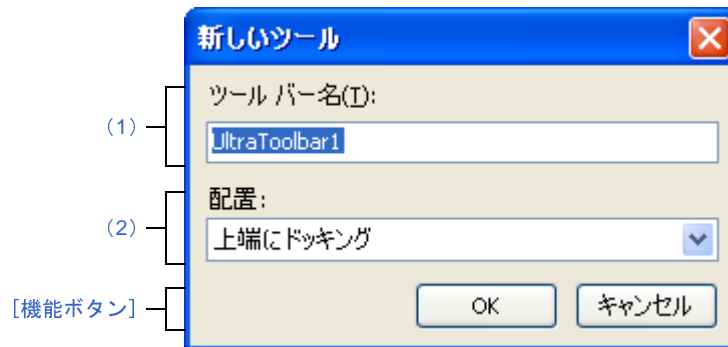 新しいツール
ツール バー名(T):
(1)
UltraToolbar1
配置:
(2)
上端にドッキング
[機能ボタン]
OK
キャンセル